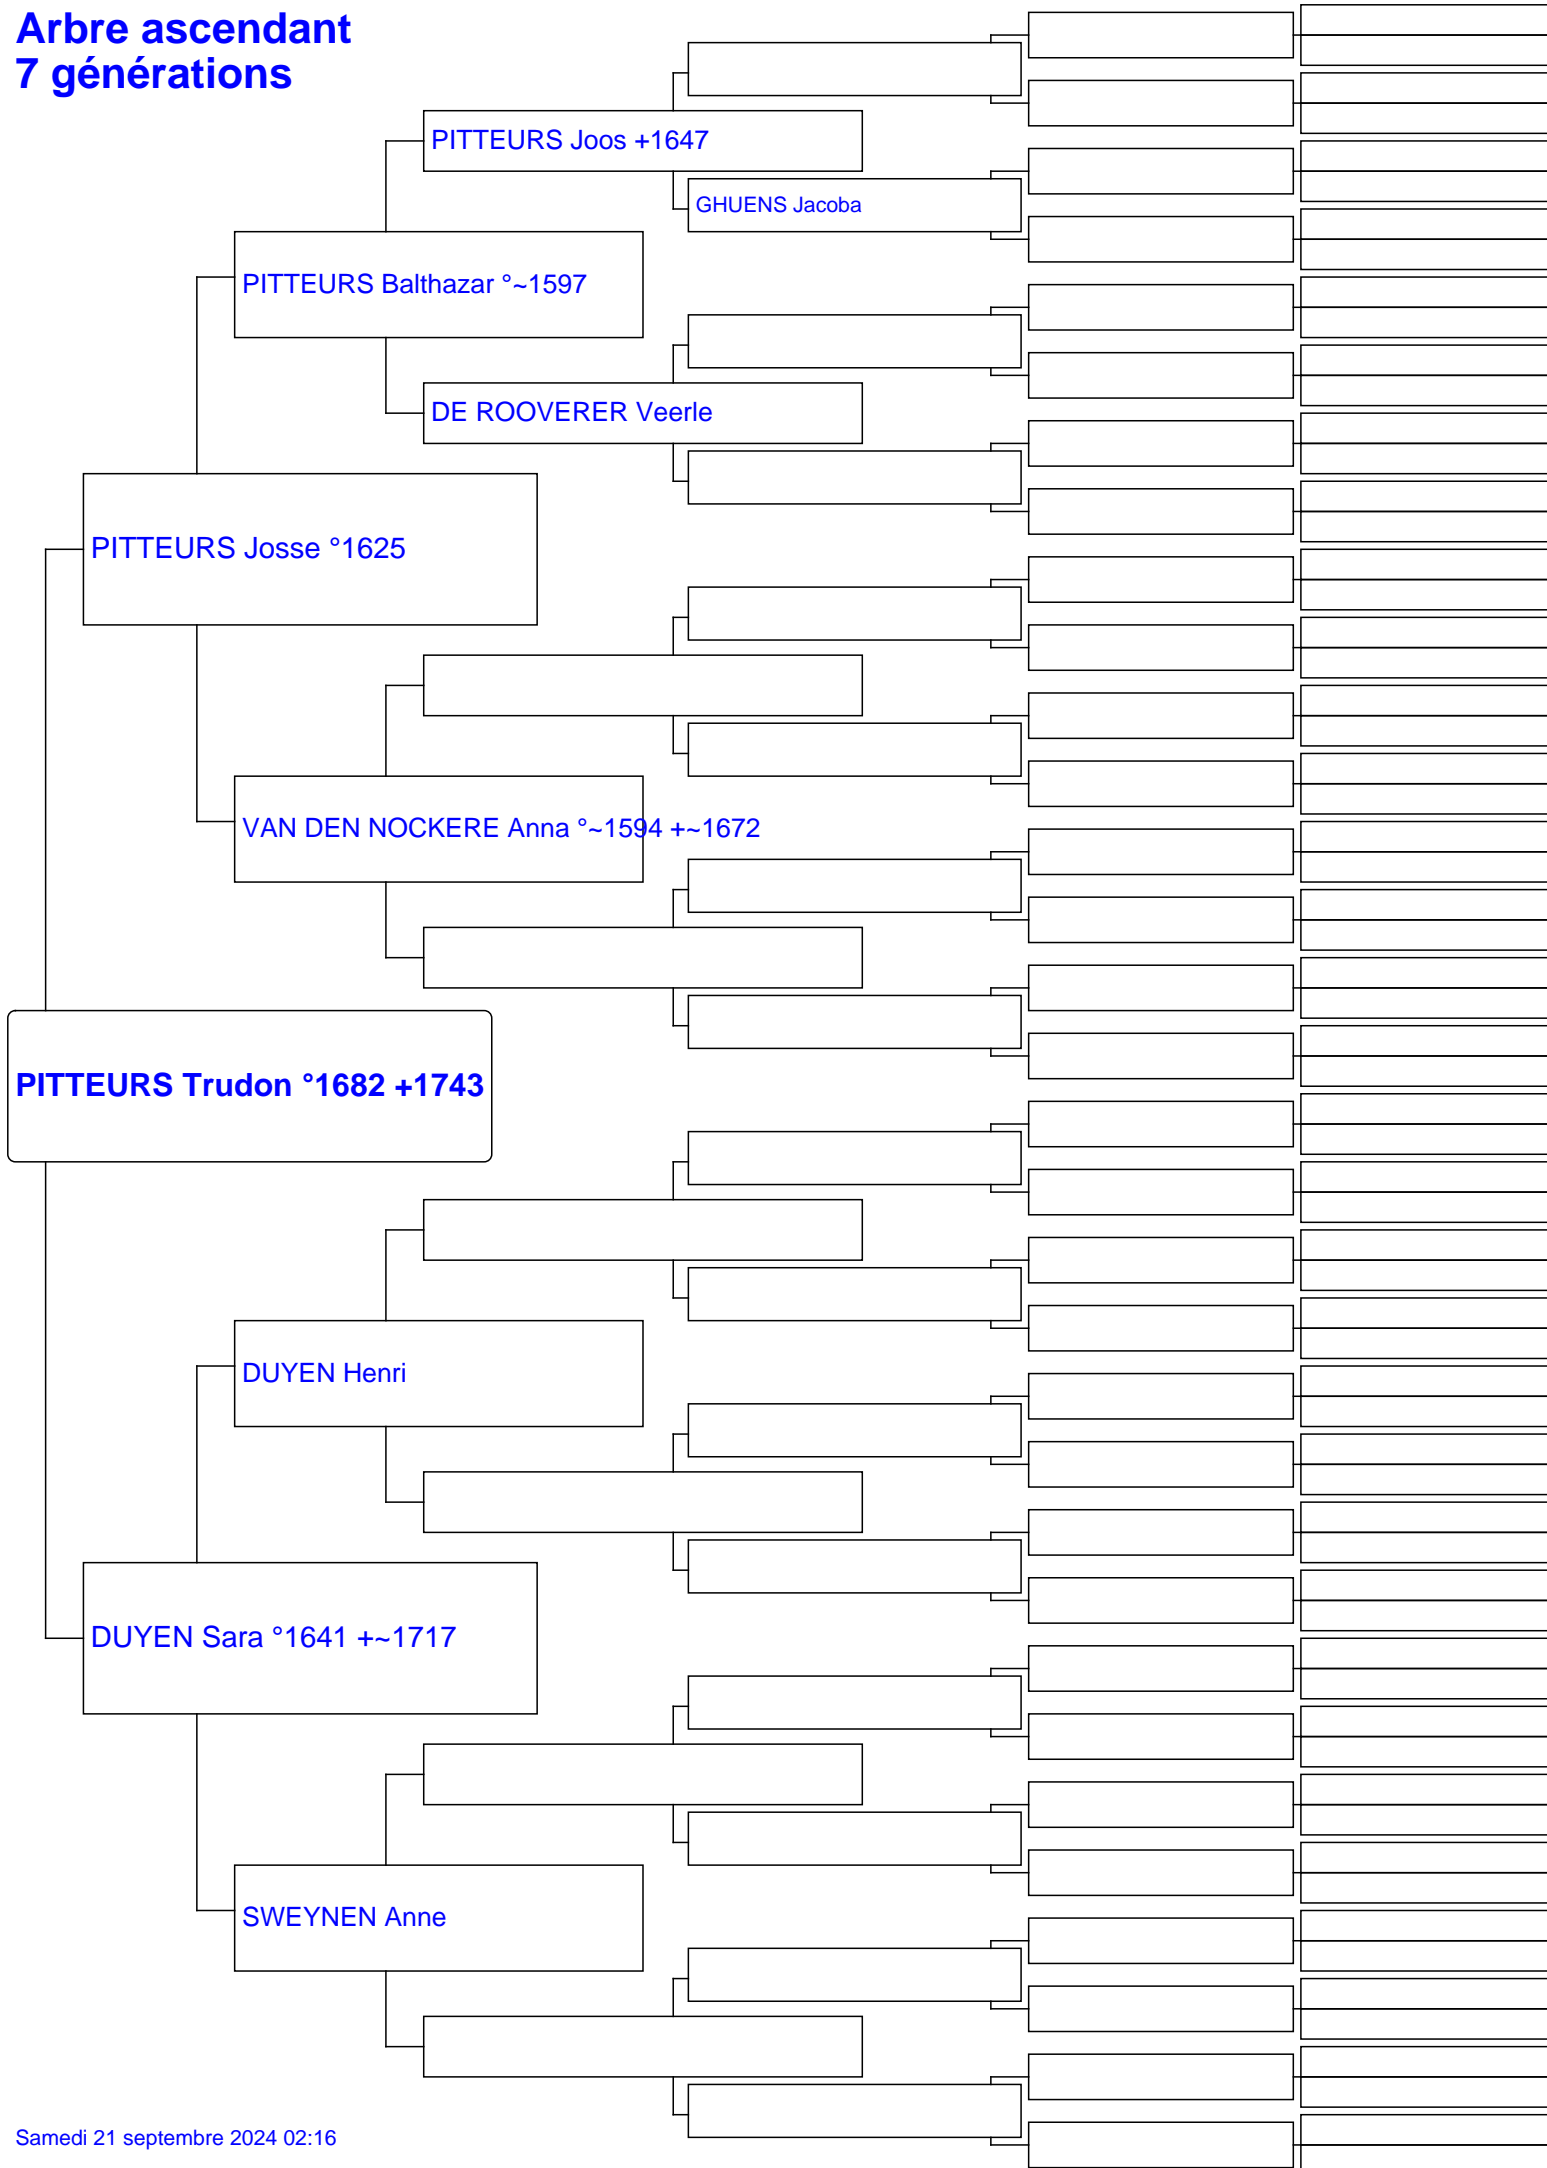 Arbre ascendant
7 générations
PITTEURS Joos +1647
GHUENS Jacoba
PITTEURS Balthazar °~1597
DE ROOVERER Veerle
PITTEURS Josse °1625
VAN DEN NOCKERE Anna °~1594 +~1672
PITTEURS Trudon °1682 +1743
DUYEN Henri
DUYEN Sara °1641 +~1717
SWEYNEN Anne
Samedi 21 septembre 2024 02:16